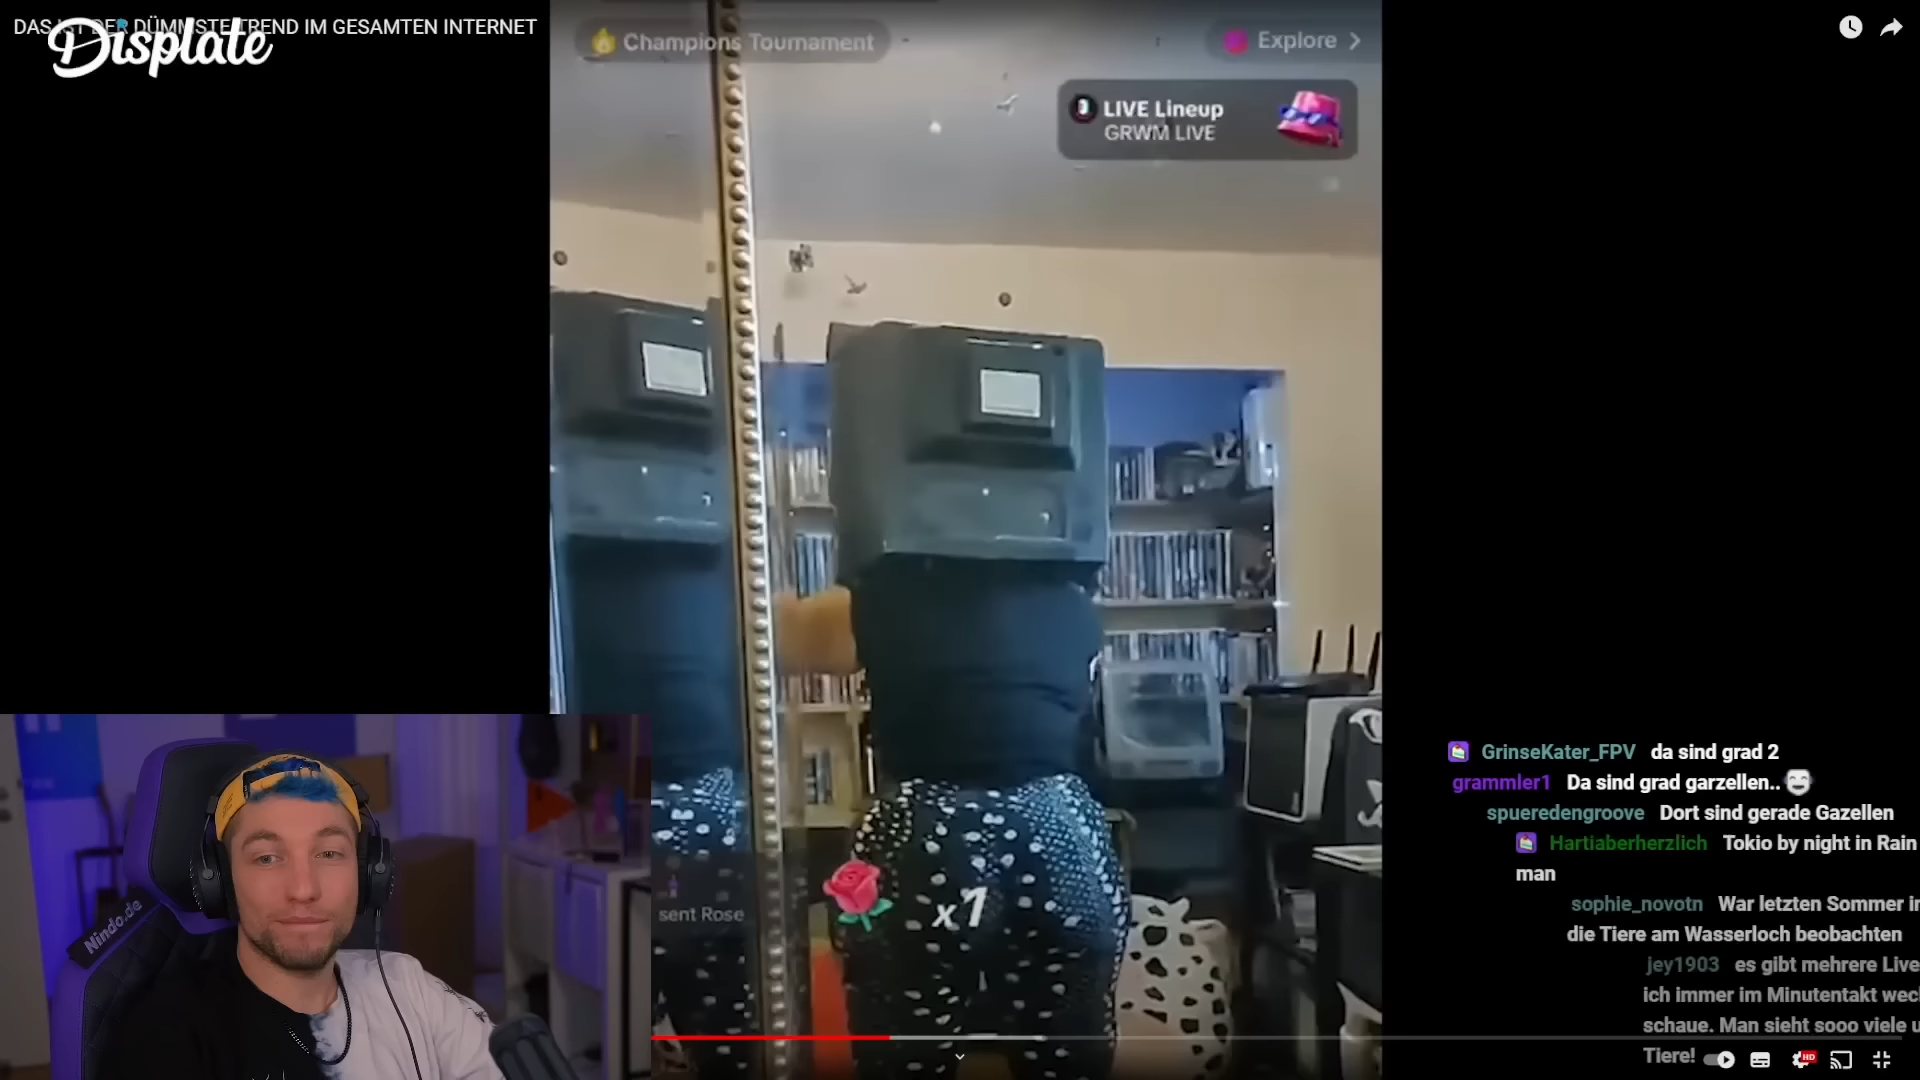 DAS IST DER DÜMMSTE TREND IM GESAMTEN INTERNET
Displate
Champions Tournament
Explore
LIVE Lineup
GRWM LIVE
sent Rose
x1
Nindo.de
GrinseKater_FPV da sind grad 2
grammler1 Da sind grad garzellen..
spueredengroove Dort sind gerade Gazellen
Hartiaberherzlich Tokio by night in Rain
man
sophie_novotn War letzten Sommer in
die Tiere am Wasserloch beobachten
jey1903 es gibt mehrere Live
ich immer im Minutentakt wec
schaue. Man sieht sooo viele u
Tiere!
HD